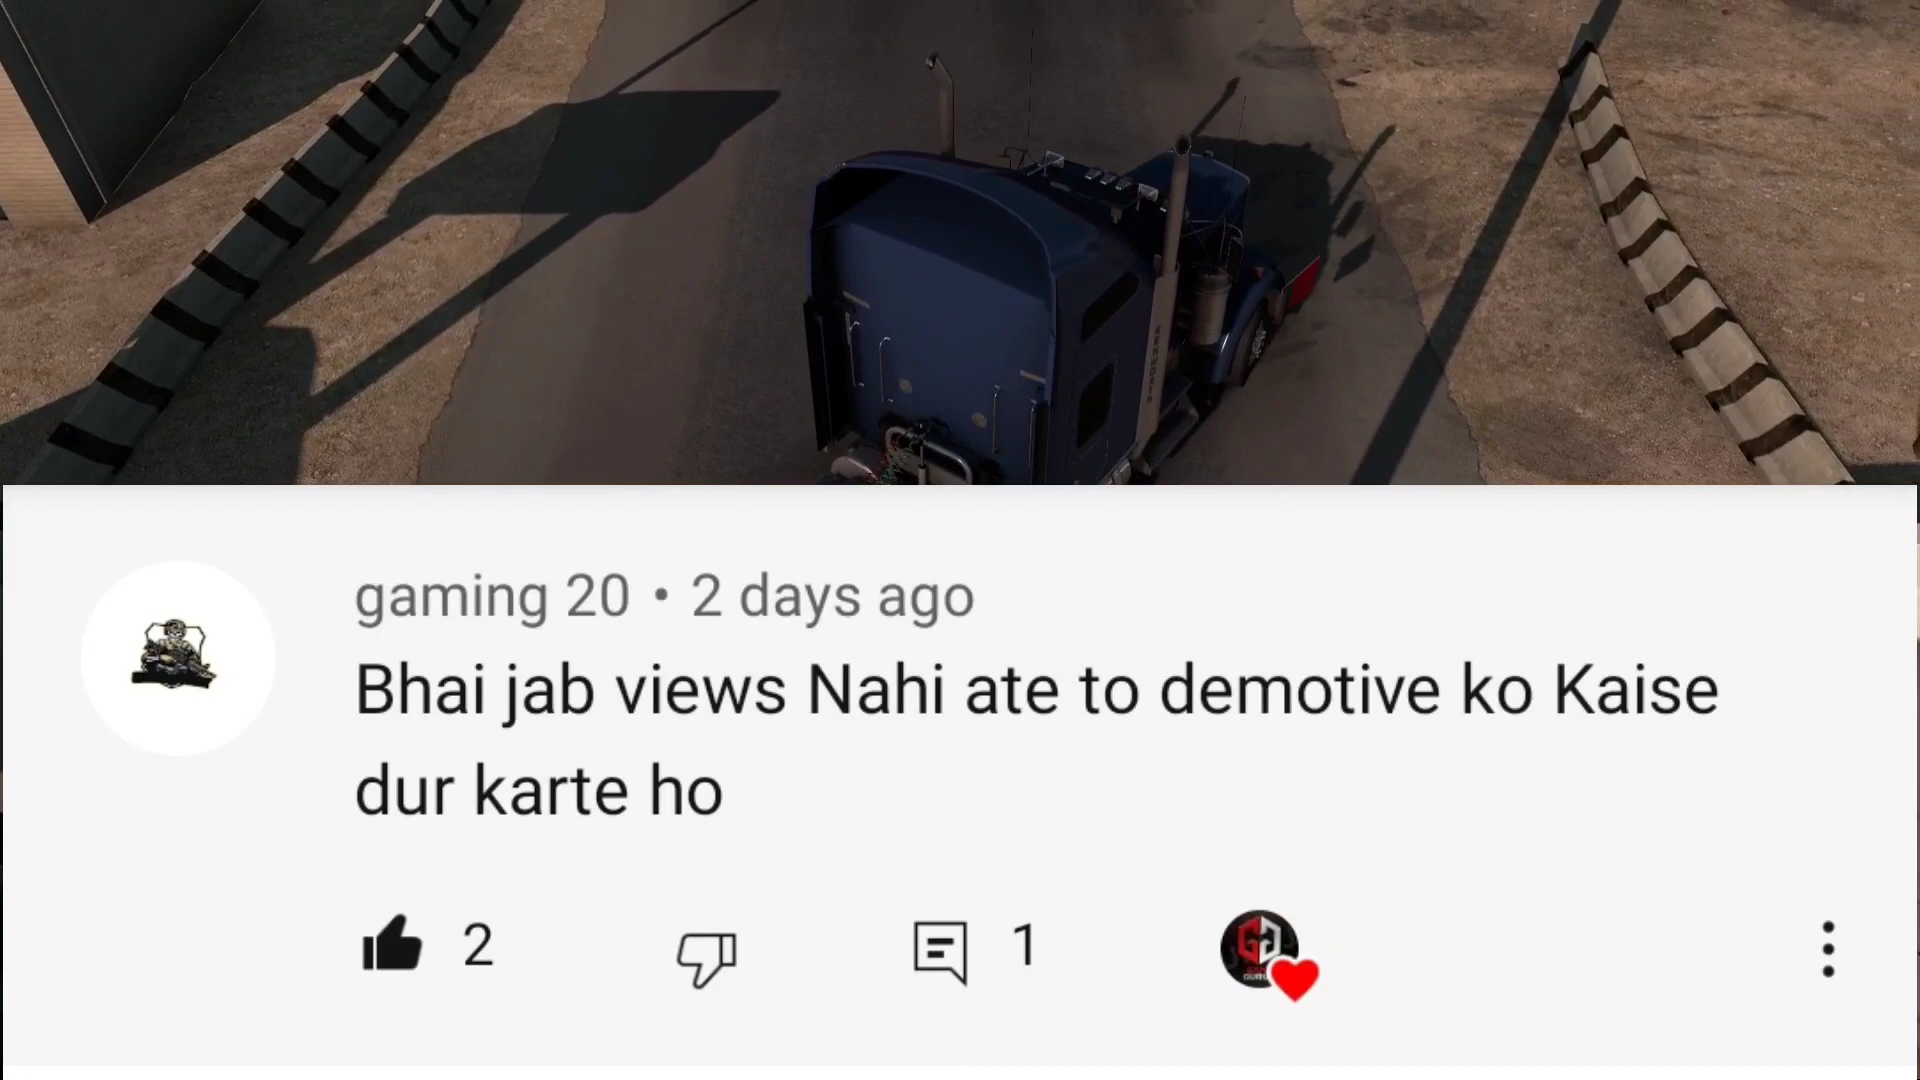 gaming 20 • 2 days ago
Bhai jab views Nahi ate to demotive ko Kaise
dur karte ho
2
1